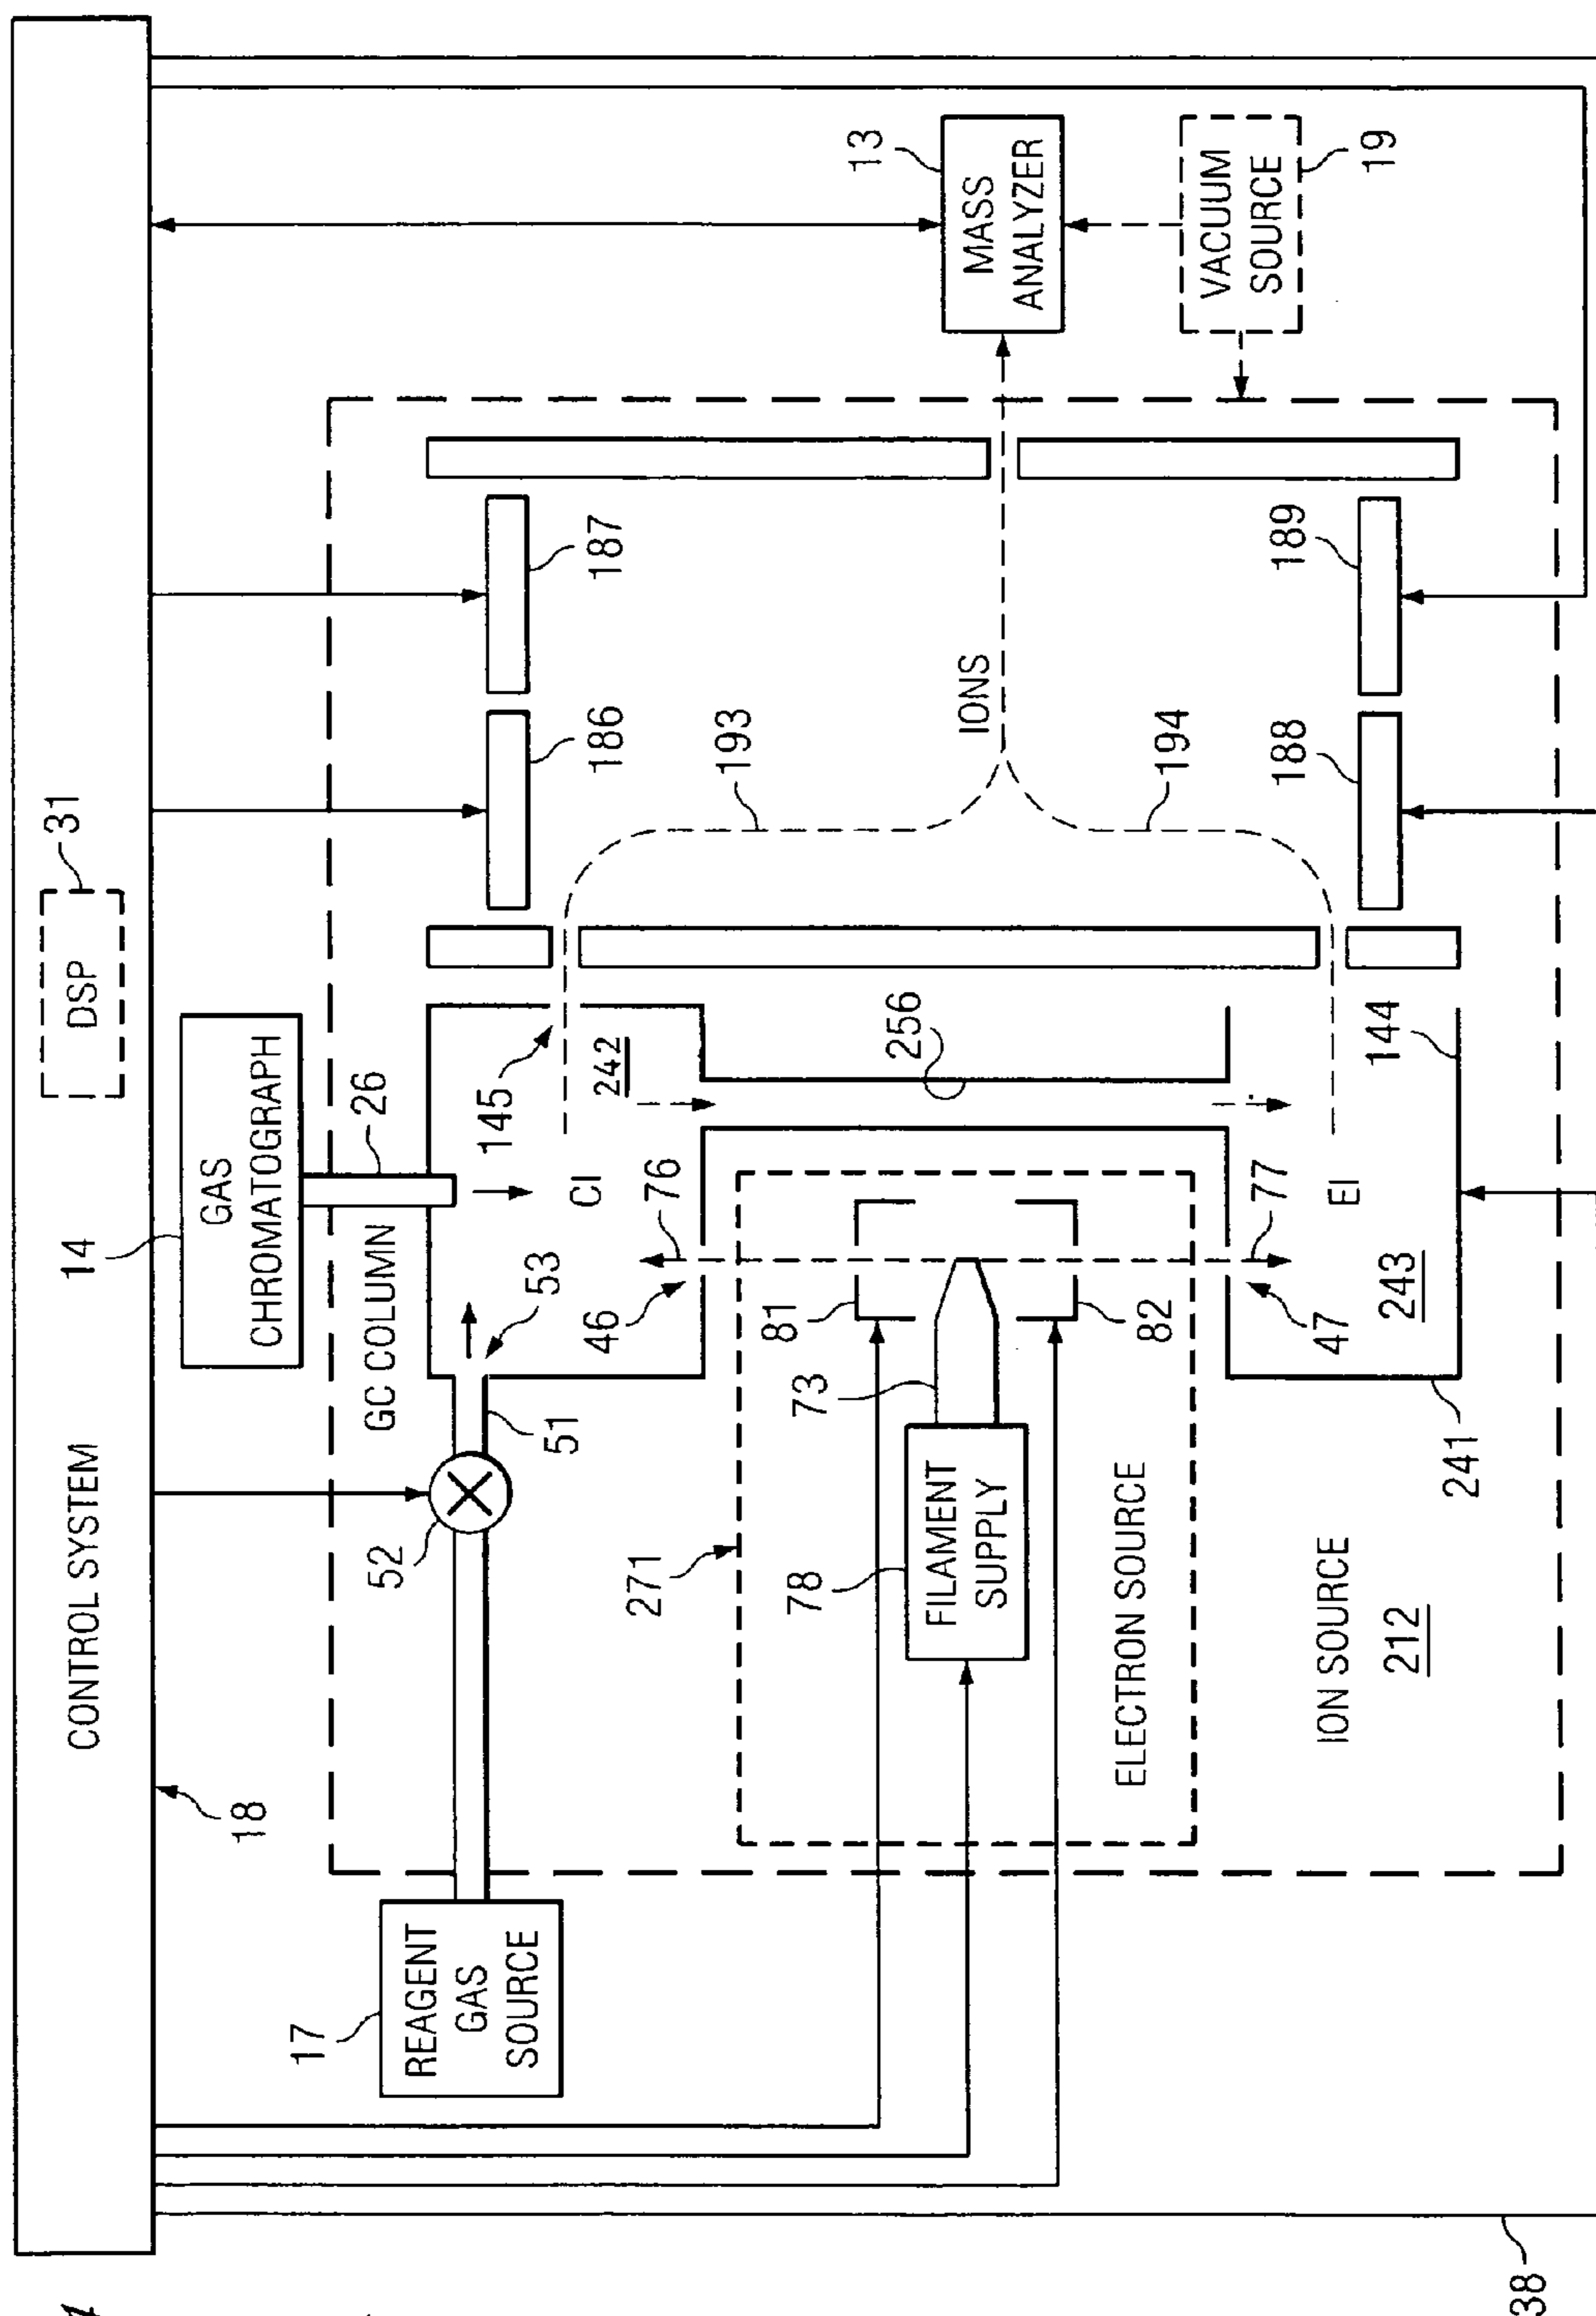 CONTROL SYSTEM
DSP
31
18
14
GAS
CHROMATOGRAPH
GC COLUMN
26
17
REAGENT
GAS
SOURCE
52
51
53
145
242
CI
46
76
256
271
81
73
82
78
FILAMENT
SUPPLY
ELECTRON SOURCE
77
47
EI
243
144
241
ION SOURCE
212
186
187
193
IONS
194
188
189
13
MASS
ANALYZER
VACUUM
SOURCE
19
38